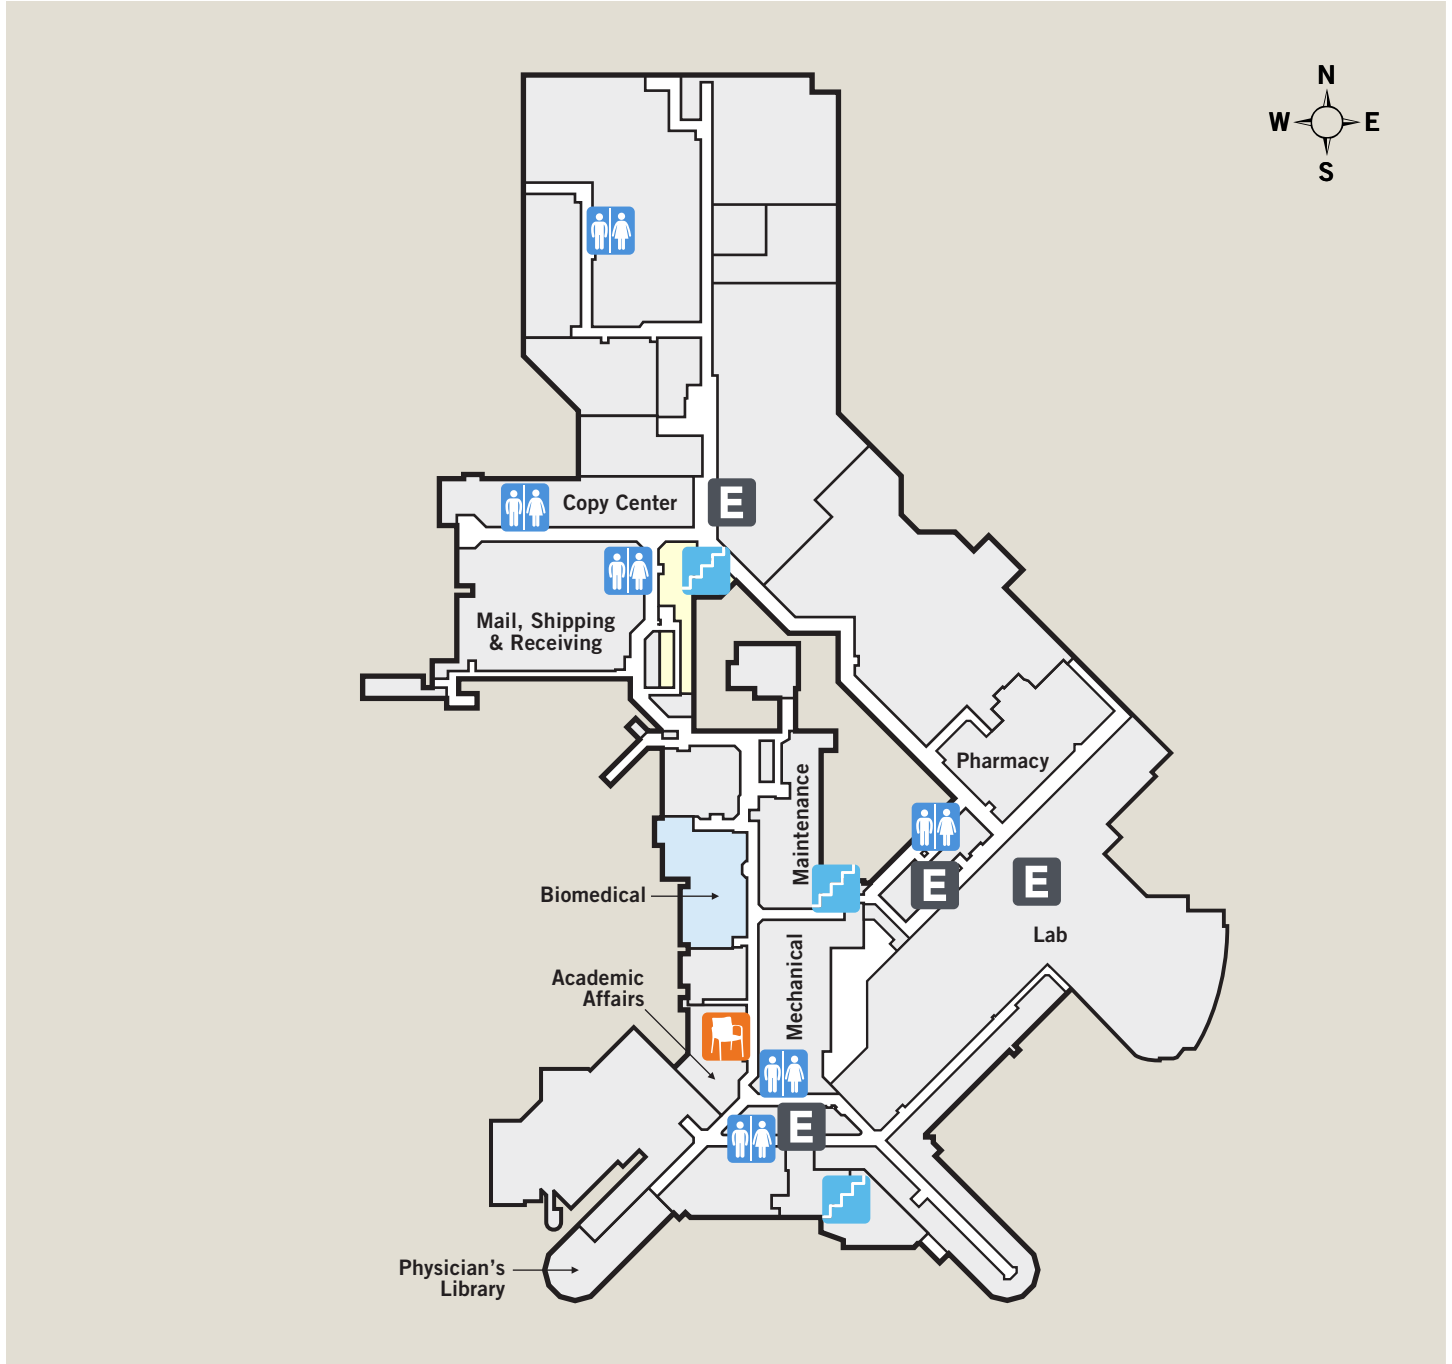 N
W E
S
Copy Center
E
Mail, Shipping
& Receiving
Pharmacy
Maintenance
E
E
Biomedical
Lab
Mechanical
Academic
Affairs
E
Physician’s
Library